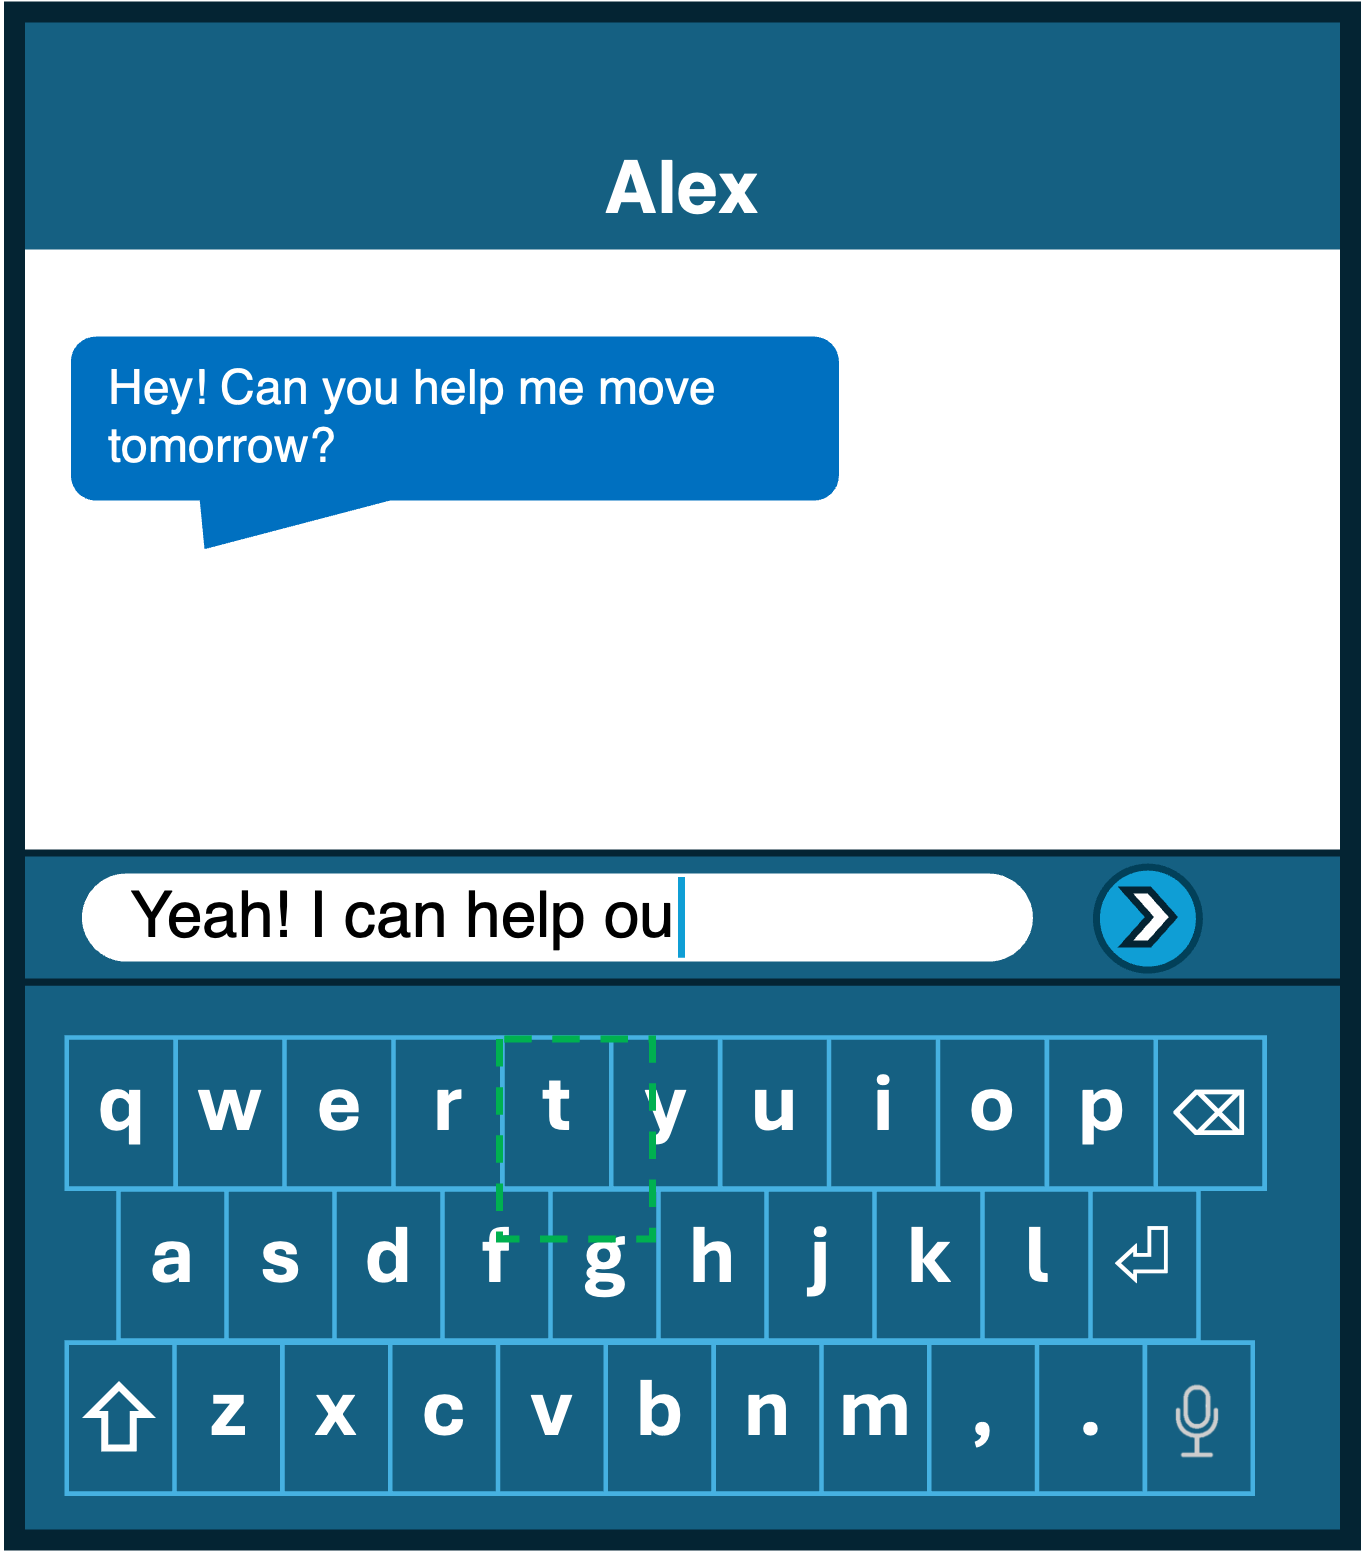 Alex
Hey! Can you help me move
tomorrow?
Yeah! I can help ou
q w e r t y u i o p
a s d f g h j k l
z x c v b n m , .